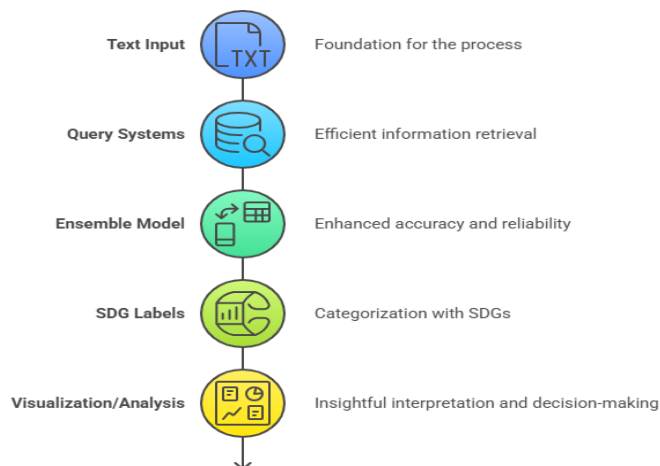 Text Input
Foundation for the process
TXT
Query Systems
Efficient information retrieval
Ensemble Model
Enhanced accuracy and reliability
SDG Labels
Categorization with SDGs
Visualization/Analysis
Insightful interpretation and decision-making